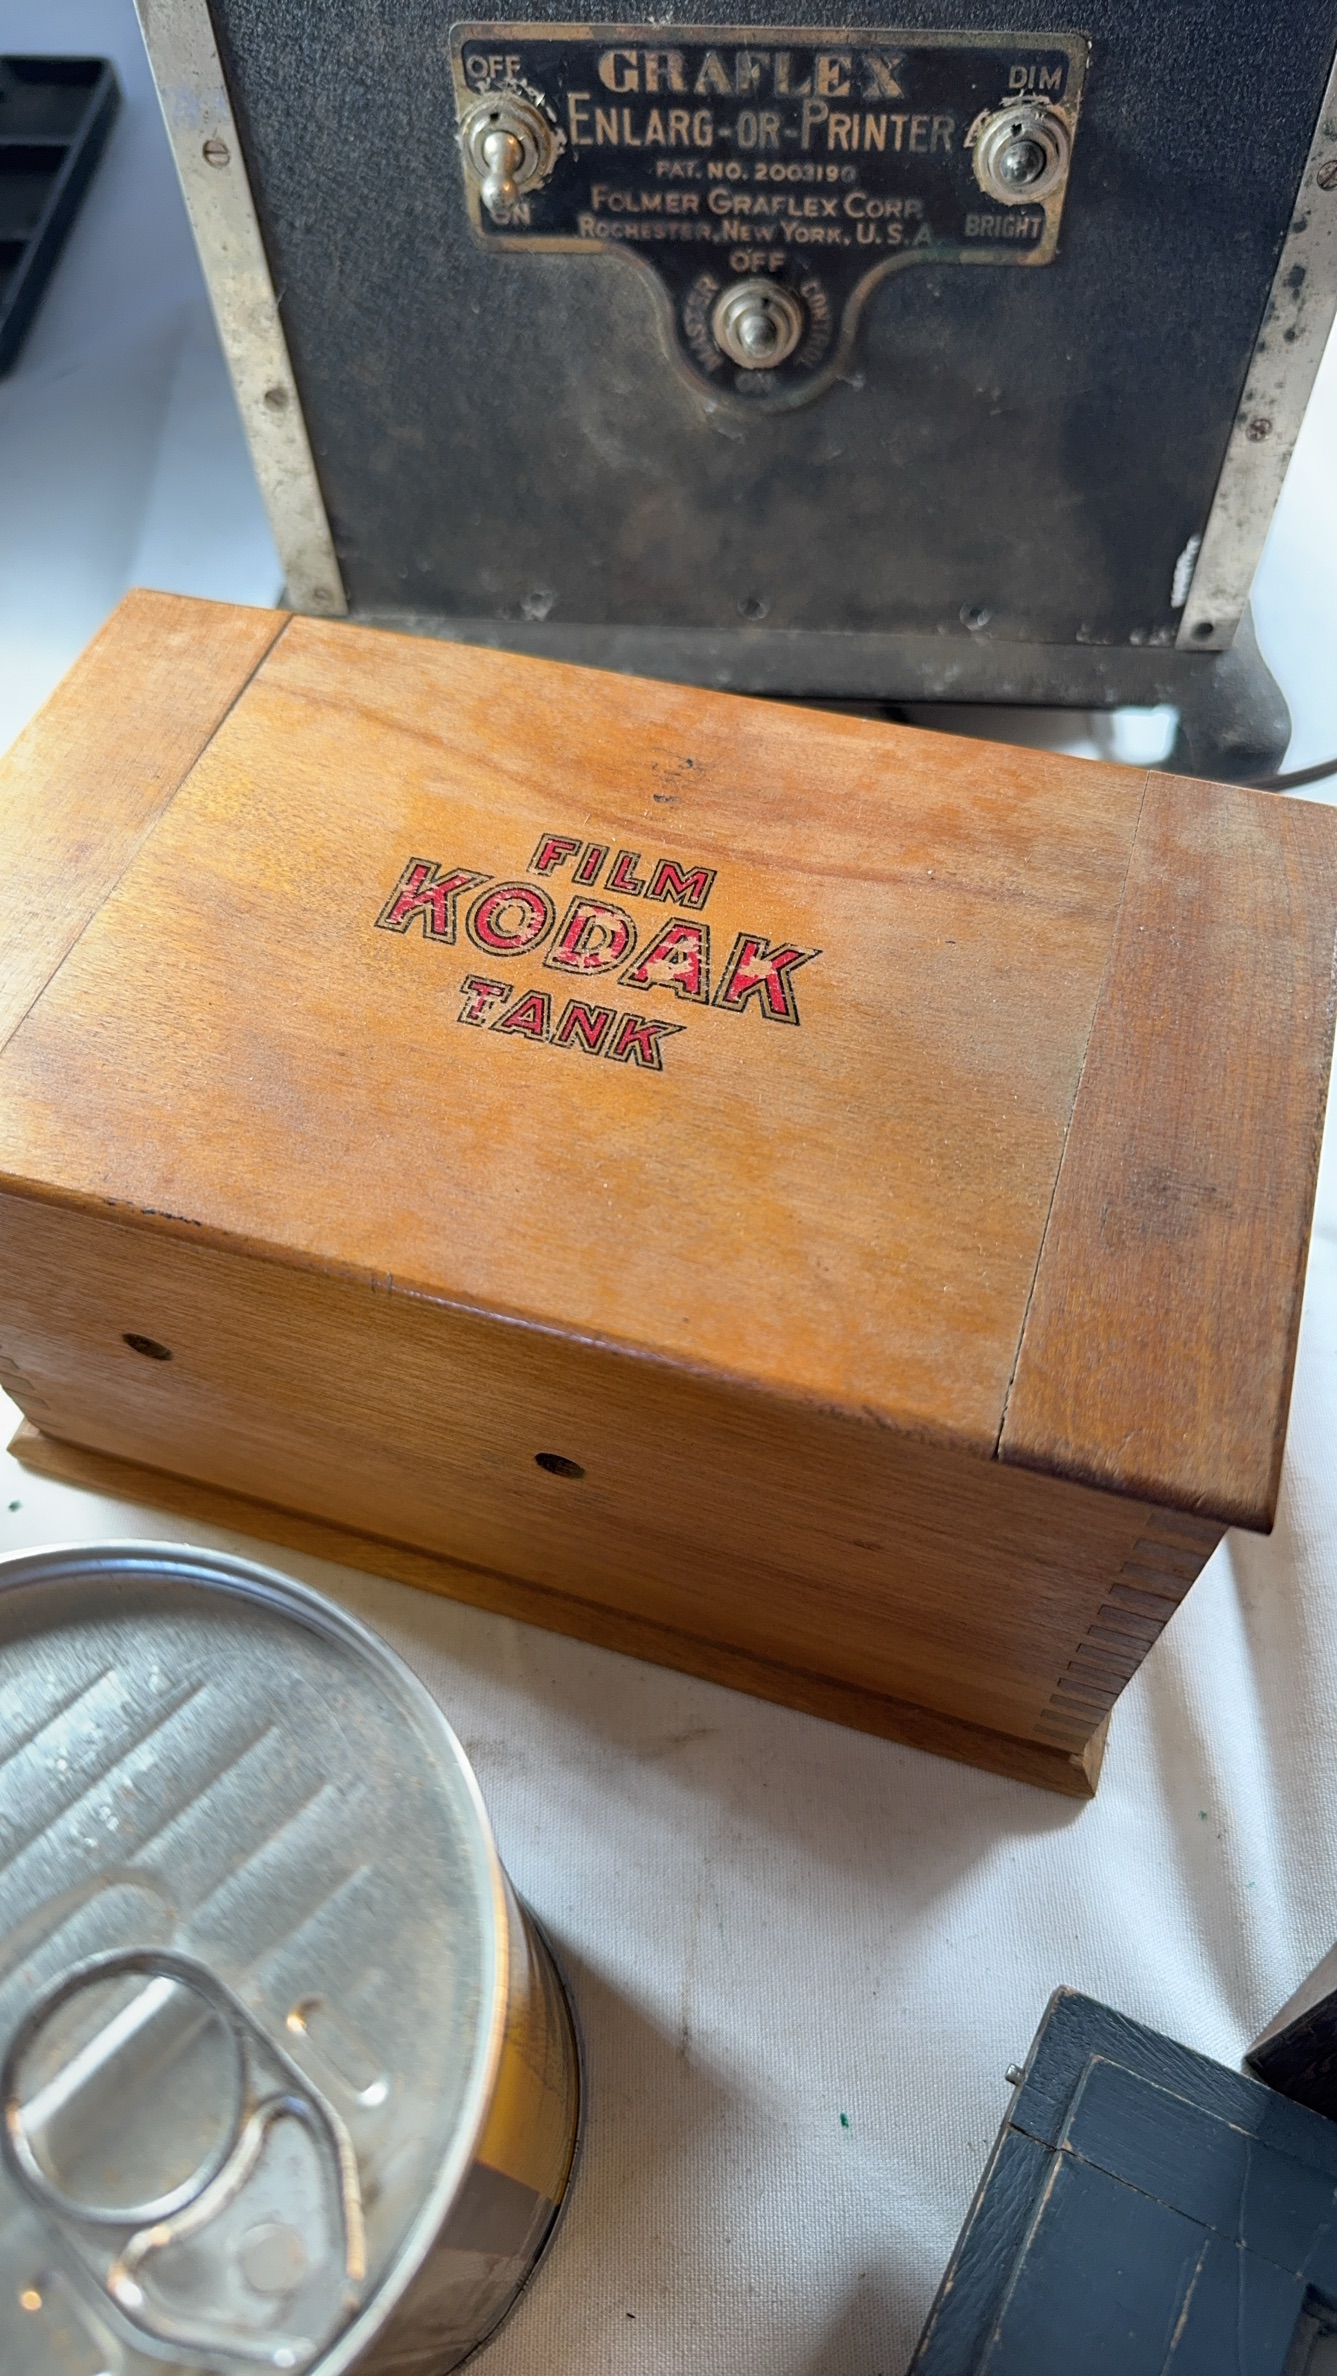 OFF
GRAFLEX
DIM
ENLARG-OR-PRINTER
PAT. NO. 2003190
ON
FOLMER GRAFLEX CORP.
BRIGHT
ROCHESTER, NEW YORK, U.S.A.
OFF
MASTER CONTROL
ON
FILM
KODAK
TANK